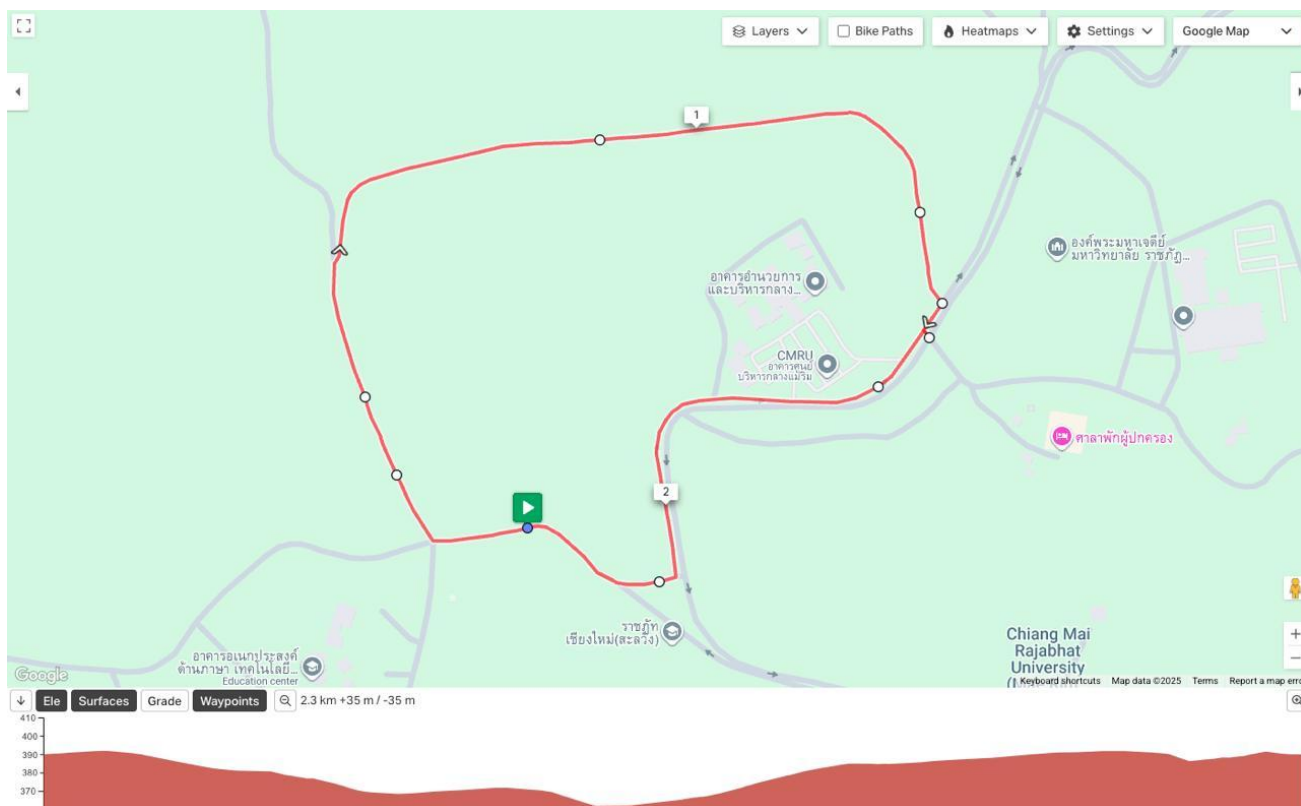 Layers
Bike Paths
Heatmaps
Settings
Google Map
1
องค์พระมหาเจดีย์
มหาวิทยาลัย ราชภัฏ...
อาคารอำนวยการ
และบริหารกลาง...
CMRU
อาคารศูนย์
บริหารกลางแม่ริม
ศาลาพักผู้ปกครอง
2
ราชภัฏ
เชียงใหม่(สะลวง)
Chiang Mai
Rajabhat
University
อาคารอเนกประสงค์
ด้านภาษา เทคโนโลยี...
Education center
Google
Keyboard shortcuts Map data ©2025 Terms Report a map erro
Ele Surfaces Grade Waypoints 2.3 km +35 m / -35 m
410
400
390
380
370